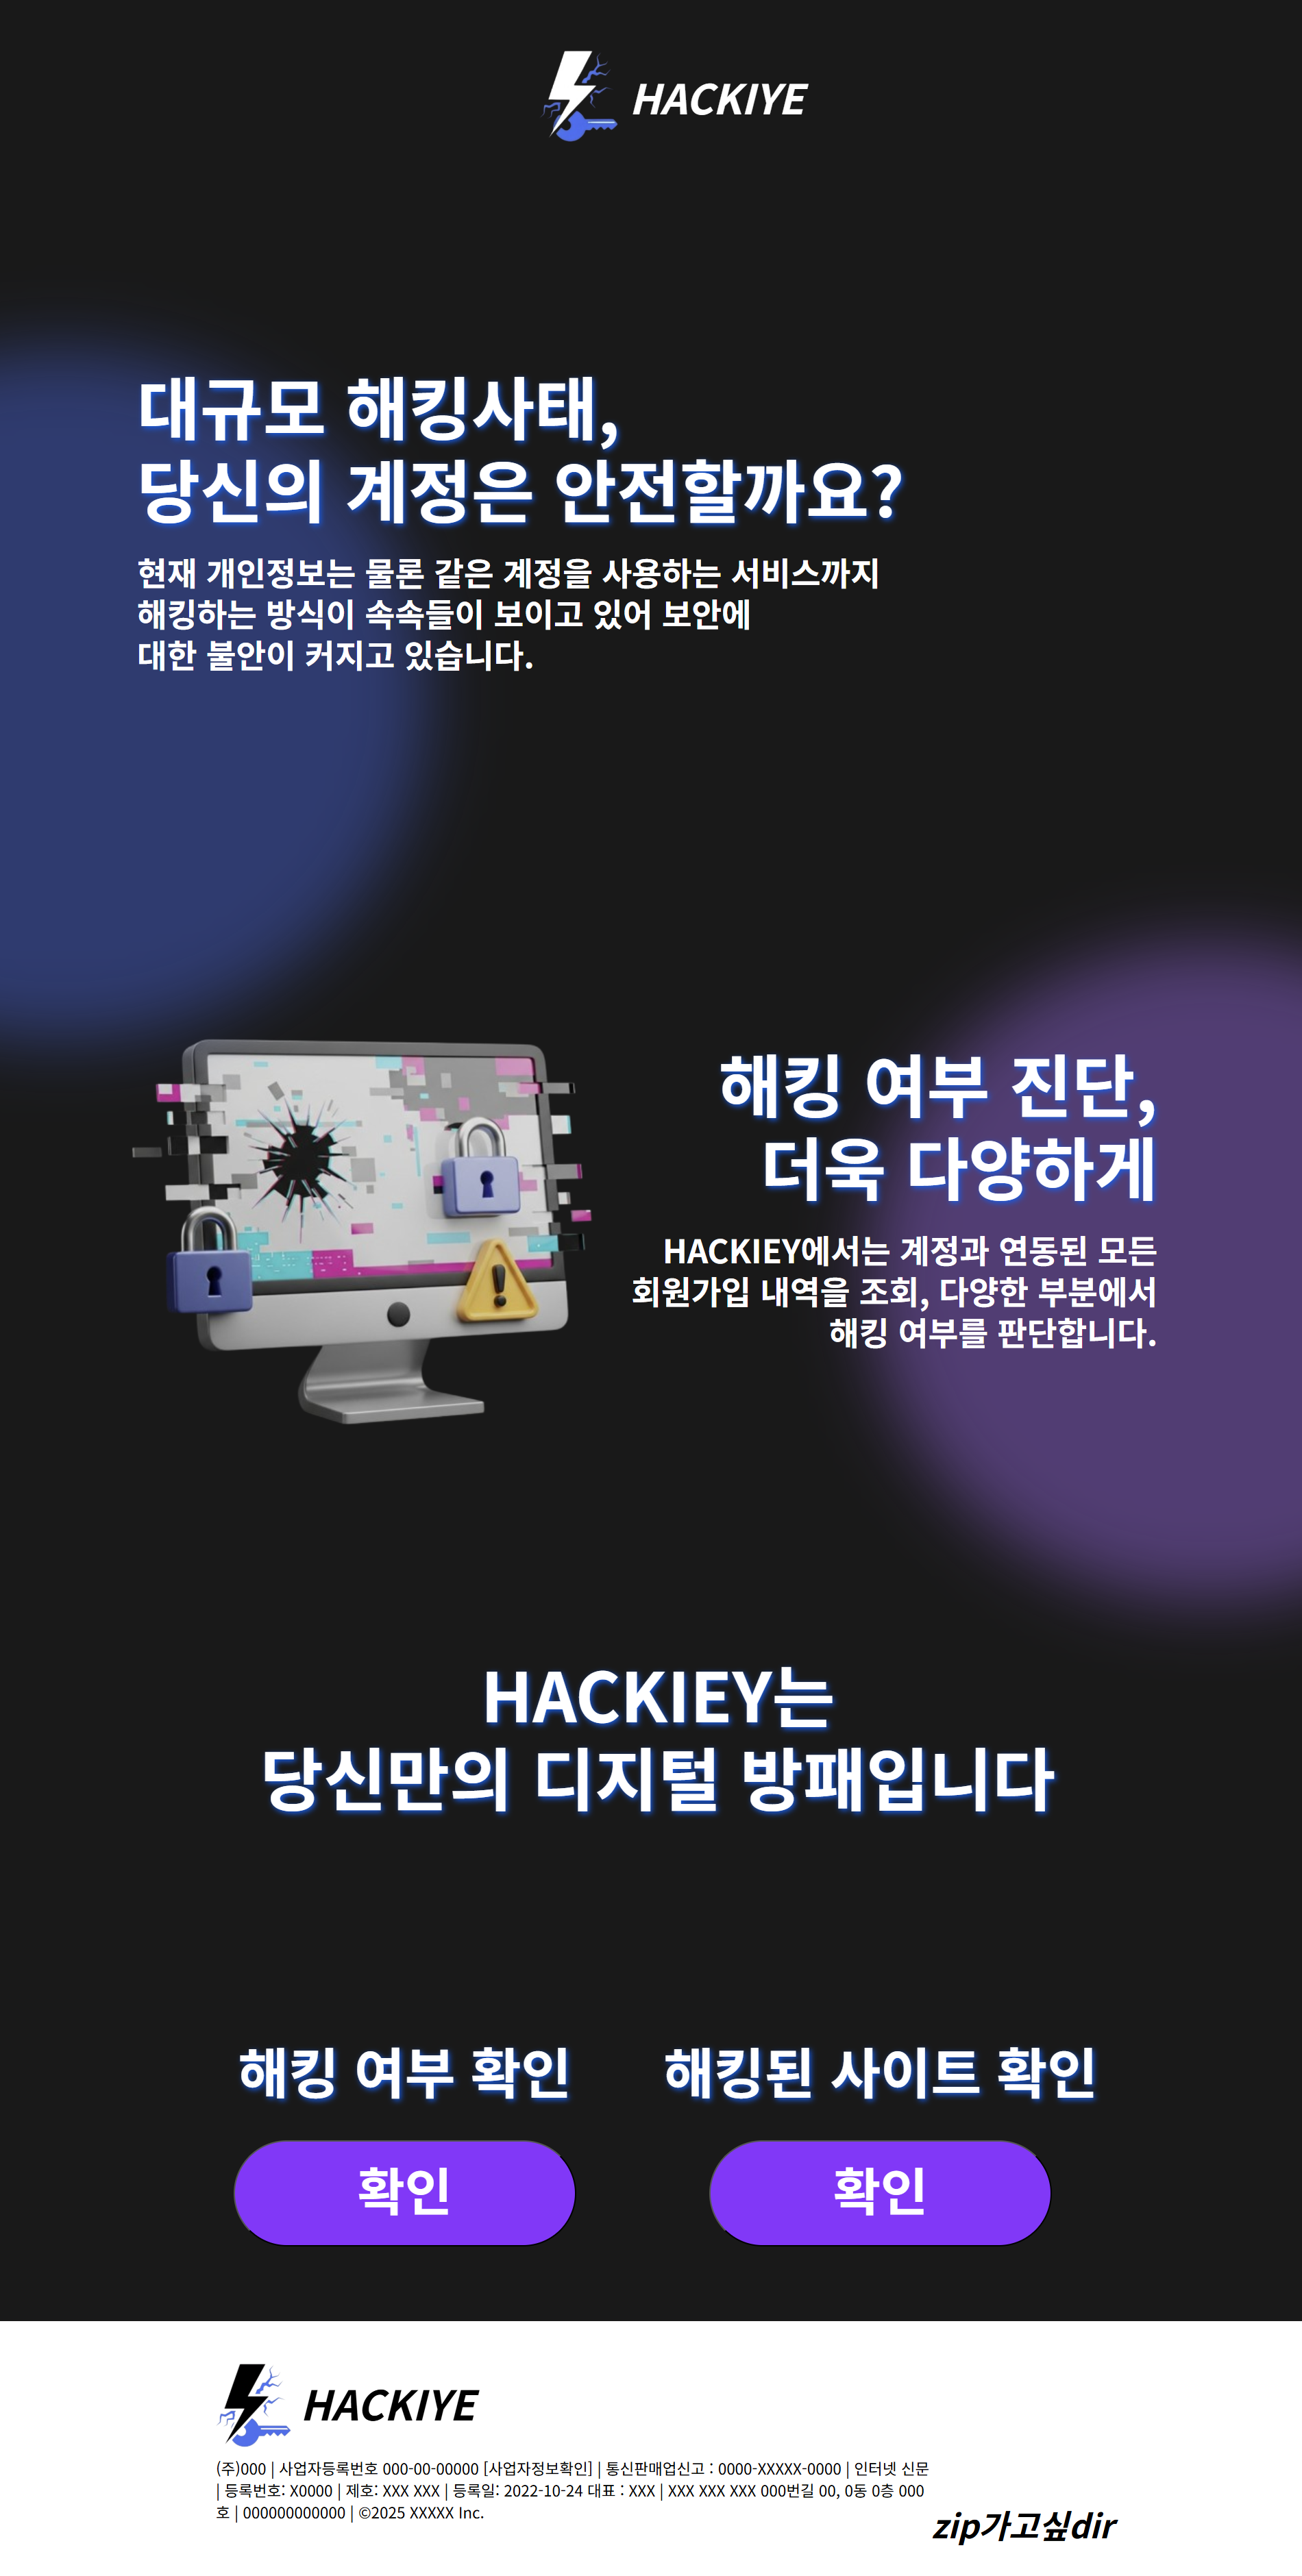 HACKIYE
대규모 해킹사태,
당신의 계정은 안전할까요?
현재 개인정보는 물론 같은 계정을 사용하는 서비스까지
해킹하는 방식이 속속들이 보이고 있어 보안에
대한 불안이 커지고 있습니다.
해킹 여부 진단,
더욱 다양하게
HACKIEY에서는 계정과 연동된 모든
회원가입 내역을 조회, 다양한 부분에서
해킹 여부를 판단합니다.
HACKIEY는
당신만의 디지털 방패입니다
해킹 여부 확인
확인
해킹된 사이트 확인
확인
HACKIYE
(주)000 | 사업자등록번호 000-00-00000 [사업자정보확인] | 통신판매업신고 : 0000-XXXXX-0000 | 인터넷 신문
| 등록번호: X0000 | 제호: XXX XXX | 등록일: 2022-10-24 대표 : XXX | XXX XXX XXX 000번길 00, 0동 0층 000
호 | 000000000000 | ©2025 XXXXX Inc.
zip가고싶dir